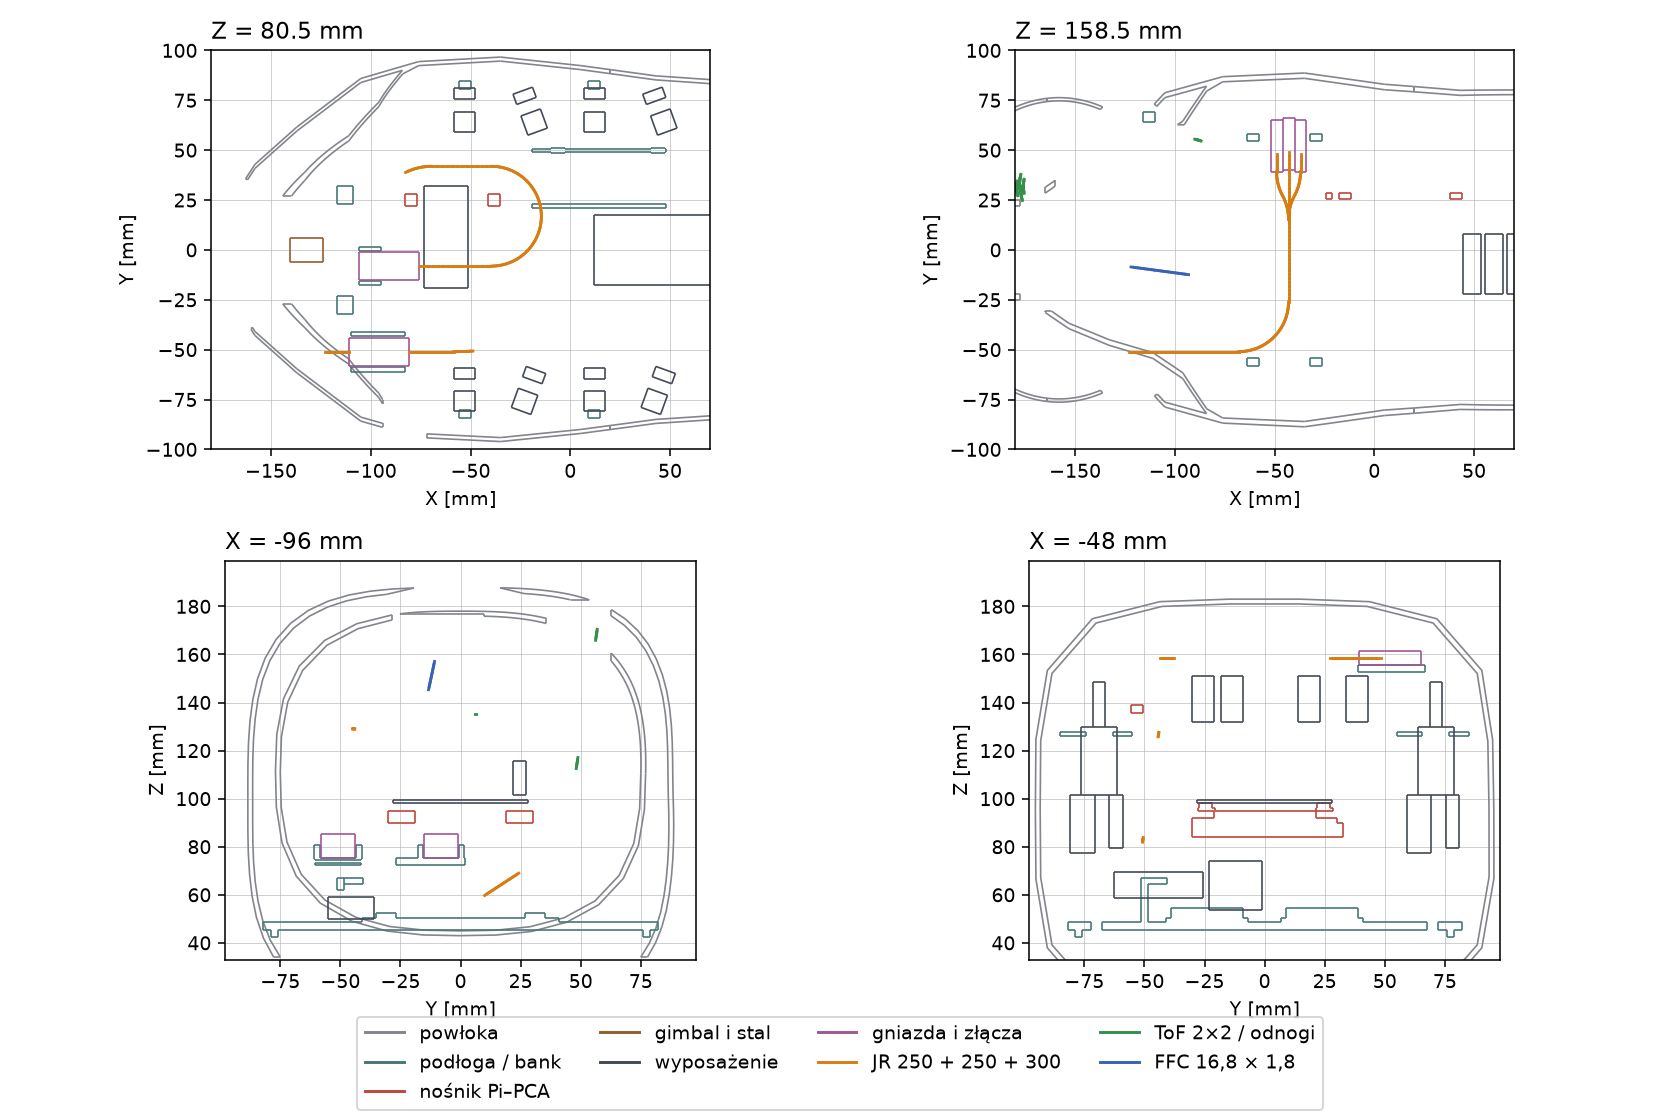 Z = 80.5 mm
Z = 158.5 mm
100
75
50
25
0
−25
−50
−75
−100
Y [mm]
−150
−100
−50
0
50
X [mm]
100
75
50
25
0
−25
−50
−75
−100
Y [mm]
−150
−100
−50
0
50
X [mm]
X = -96 mm
X = -48 mm
180
160
140
120
100
80
60
40
Z [mm]
−75
−50
−25
0
25
50
75
Y [mm]
180
160
140
120
100
80
60
40
Z [mm]
−75
−50
−25
0
25
50
75
Y [mm]
powłoka
gimbal i stal
gniazda i złącza
ToF 2×2 / odnogi
podłoga / bank
wyposażenie
JR 250 + 250 + 300
FFC 16,8 × 1,8
nośnik Pi–PCA